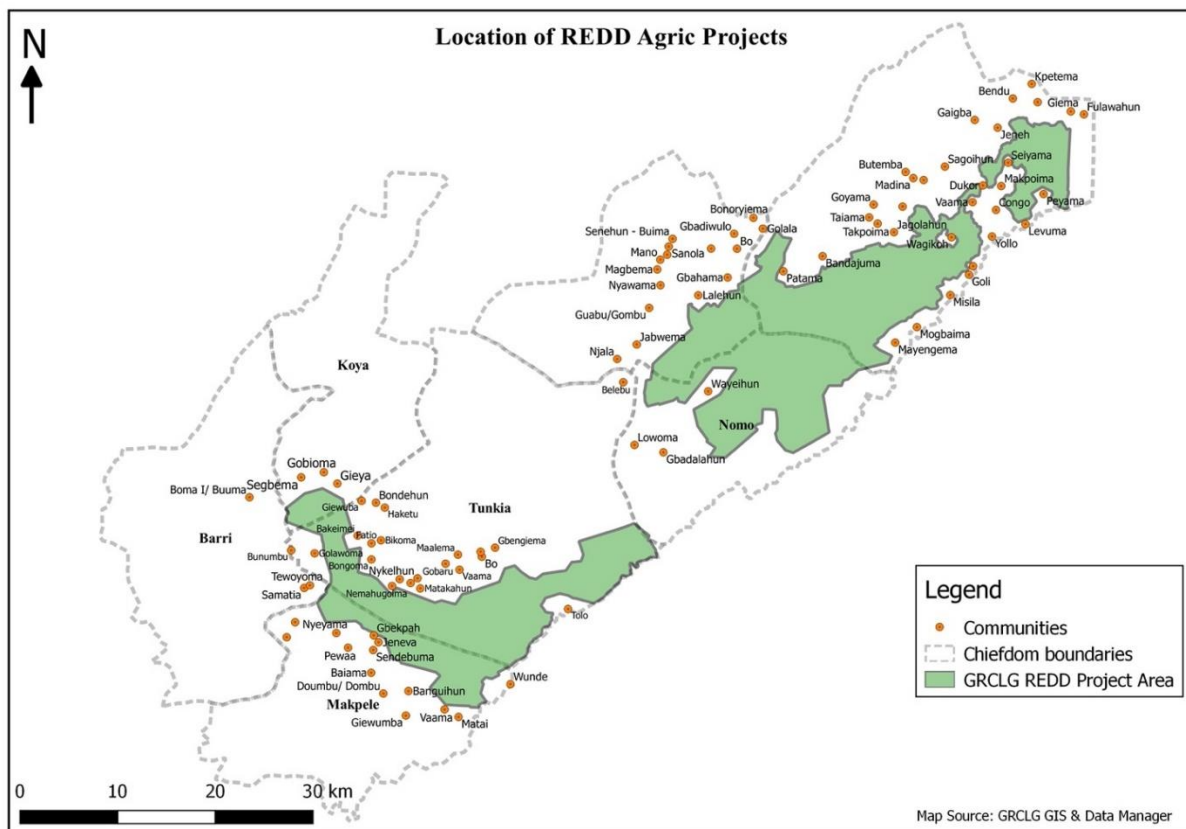 Location of REDD Agric Projects
N
Kpetema
Bendu
Giema
Fulawahun
Gaigba
Jeneh
Seiyama
Butemba
Sagoihun
Madina
Dukor
Makpoima
Peyama
Goyama
Vaama
Congo
Taiama
Jagolahun
Levuma
Takpoima
Wagikoh
Yollo
Bonoryiema
Gbadiwulo
Golala
Senehun - Buima
Bo
Mano
Sanola
Bandajuma
Magbema
Gbahama
Patama
Goli
Nyawama
Lalehun
Misila
Guabu/Gombu
Mogbaima
Jabwema
Mayengema
Njala
Koya
Belebu
Wayeihun
Nomo
Lowoma
Gbadalahun
Gobioma
Segbema
Gieya
Boma I/ Buuma
Giewuba
Bondehun
Haketu
Tunkia
Bakeimei
Patio
Bikoma
Barri
Maalema
Gbengiema
Bunumbu
Golawoma
Bo
Bongoma
Nykelhun
Gobaru
Vaama
Tewoyoma
Nemahugoima
Matakahun
Samatia
Tolo
Nyeyama
Gbekpah
Jeneva
Pewaa
Sendebuma
Baiama
Wunde
Doumbu/ Dombu
Banguihun
Makpele
Giewumba
Vaama
Matai
Legend
Communities
Chiefdom boundaries
GRCLG REDD Project Area
0 10 20 30 km
Map Source: GRCLG GIS & Data Manager